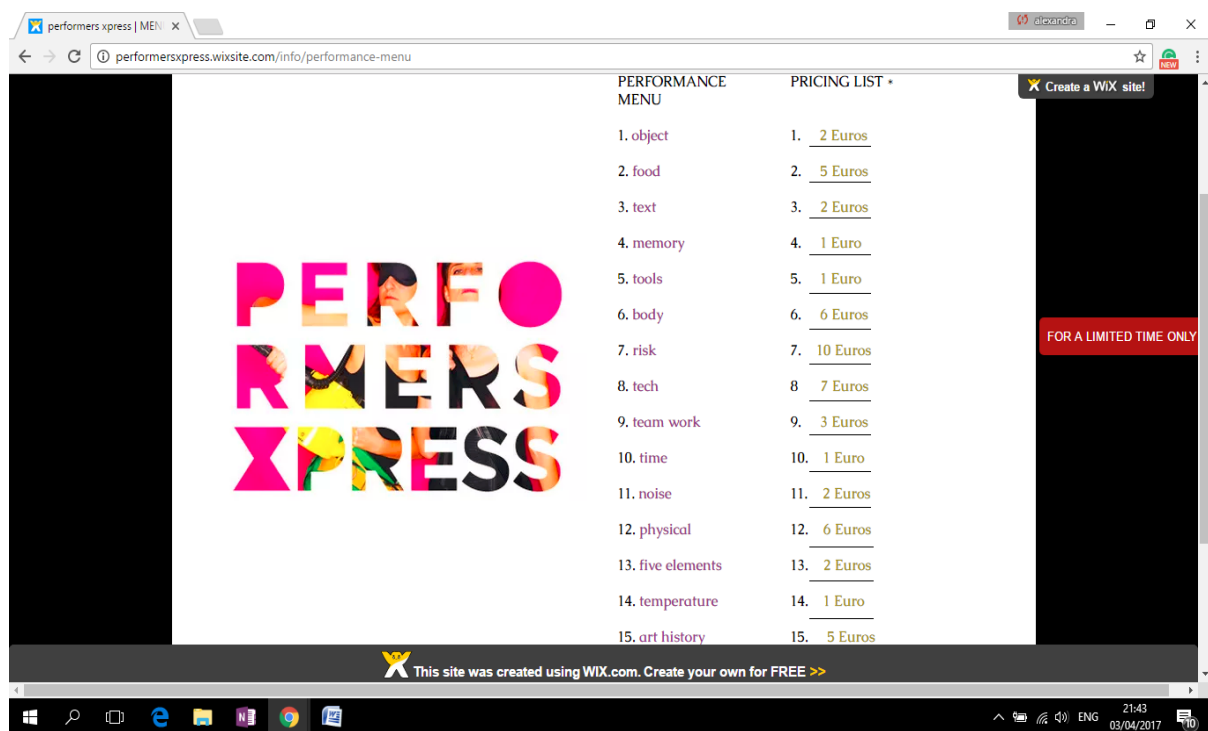 performers xpress | MEN
alexandra
performersxpress.wixsite.com/info/performance-menu
NEW
PERFORMANCE
MENU
PRICING LIST *
Create a WiX site!
1. object 1. 2 Euros
2. food 2. 5 Euros
3. text 3. 2 Euros
4. memory 4. 1 Euro
5. tools 5. 1 Euro
6. body 6. 6 Euros
7. risk 7. 10 Euros
8. tech 8 7 Euros
9. team work 9. 3 Euros
10. time 10. 1 Euro
11. noise 11. 2 Euros
12. physical 12. 6 Euros
13. five elements 13. 2 Euros
14. temperature 14. 1 Euro
15. art history 15. 5 Euros
PERFO
RMERS
XPRESS
FOR A LIMITED TIME ONLY
This site was created using WIX.com. Create your own for FREE >>
ENG
21:43
03/04/2017
10